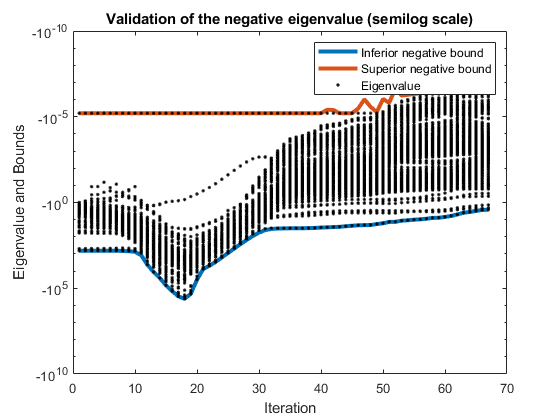 Validation of the negative eigenvalue (semilog scale)
-10^-10
Inferior negative bound
Superior negative bound
Eigenvalue
-10^-5
-10^0
-10^5
-10^10
Eigenvalue and Bounds
0 10 20 30 40 50 60 70
Iteration